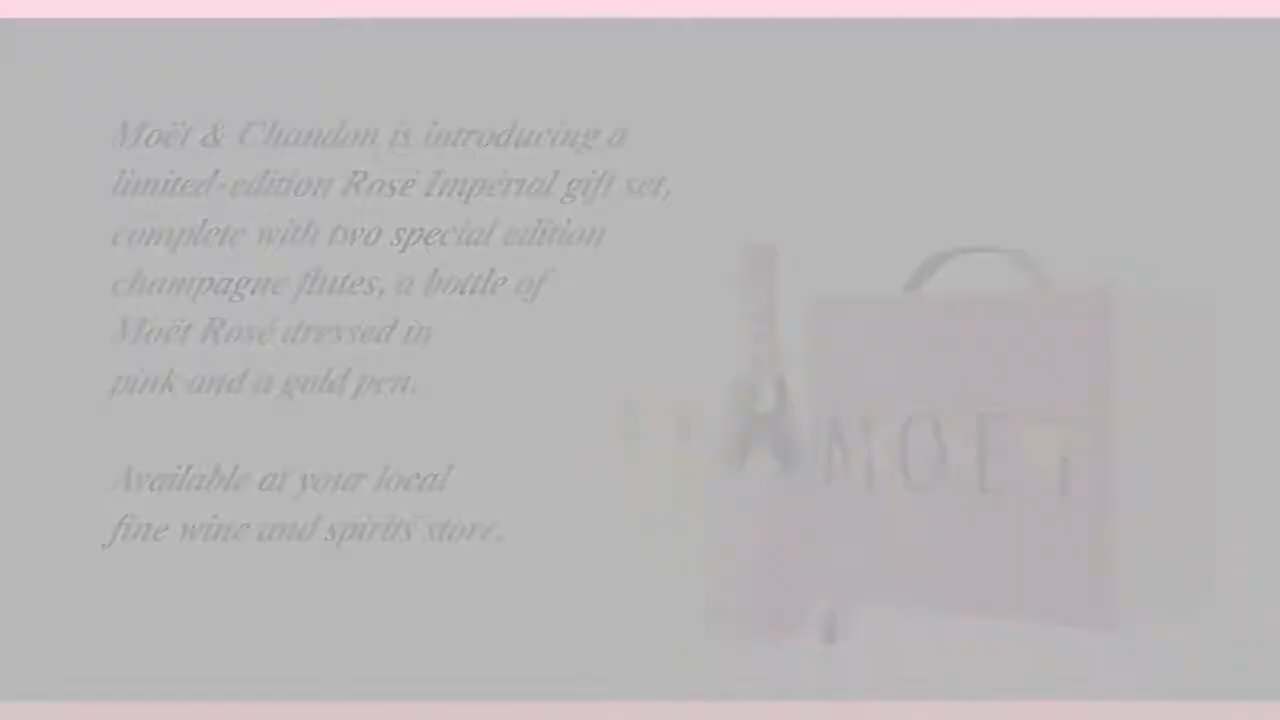 Moët & Chandon is introducing a
limited-edition Rosé Impérial gift set,
complete with two special edition
champagne flutes, a bottle of
Moët Rosé dressed in
pink and a gold pen.
Available at your local
fine wine and spirits store.
MOËT